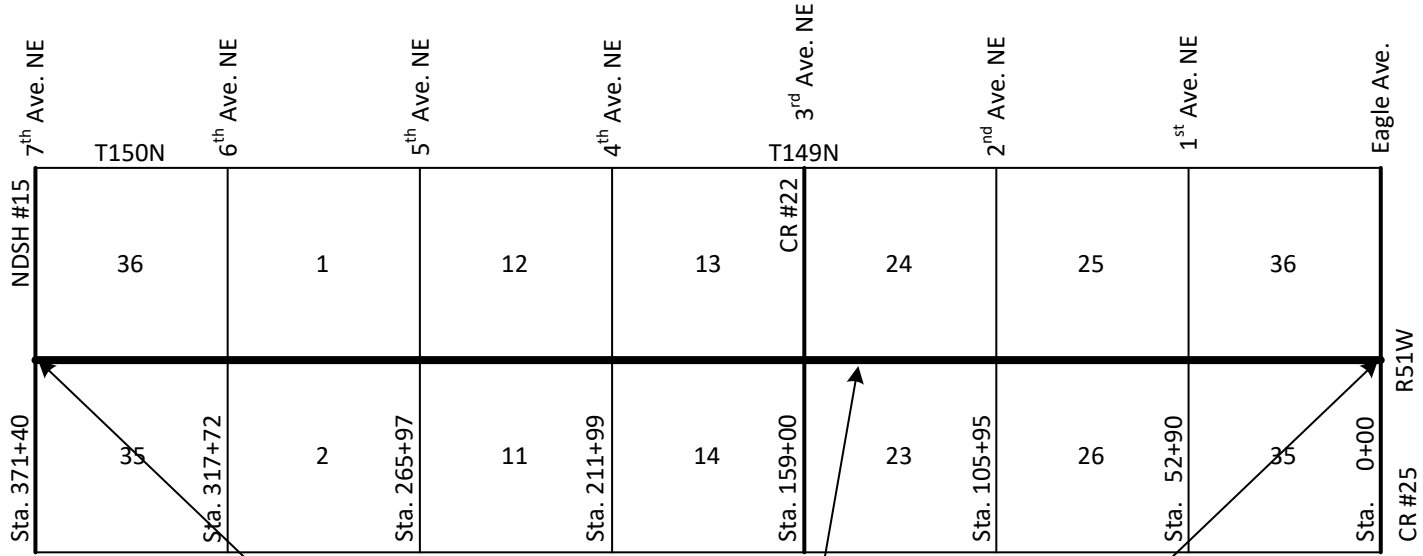 7th Ave. NE
6th Ave. NE
5th Ave. NE
4th Ave. NE
3rd Ave. NE
2nd Ave. NE
1st Ave. NE
Eagle Ave.
T150N
T149N
NDSH #15
CR #22
36
1
12
13
24
25
36
R51W
Sta. 371+40
35
Sta. 317+72
2
Sta. 265+97
11
Sta. 211+99
14
Sta. 159+00
23
Sta. 105+95
26
Sta. 52+90
35
Sta. 0+00
CR #25